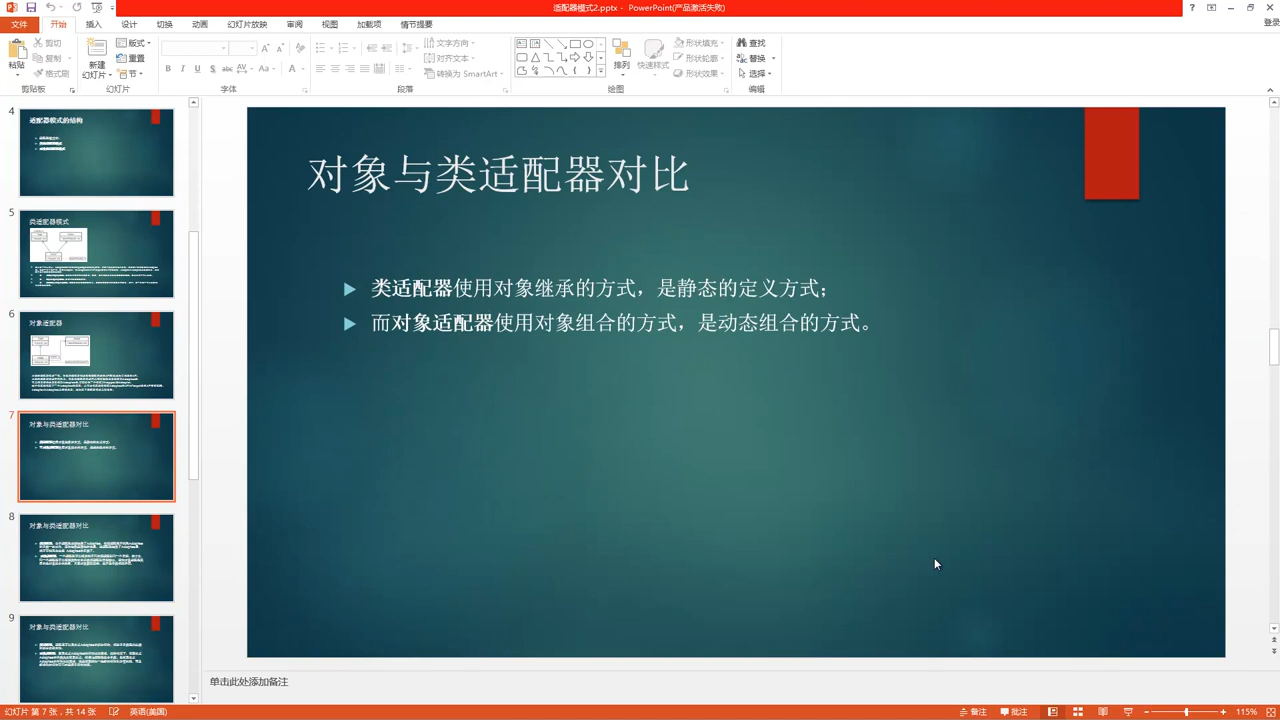 适配器模式2.pptx - PowerPoint(产品激活失败)
文件 开始 插入 设计 切换 动画 幻灯片放映 审阅 视图 加载项 情节提要 登录
粘贴 剪切 复制 格式刷
新建 幻灯片 版式 重置 节
B I U S abc AV Aa A
文字方向 对齐文本 转换为 SmartArt
排列 快速样式 形状填充 形状轮廓 形状效果
查找 替换 选择
剪贴板 幻灯片 字体 段落 绘图 编辑
4
适配器模式的结构
5
类适配器模式
6
对象适配器
7
对象与类适配器对比
8
对象与类适配器对比
9
对象与类适配器对比
对象与类适配器对比
类适配器使用对象继承的方式，是静态的定义方式；
而对象适配器使用对象组合的方式，是动态组合的方式。
单击此处添加备注
幻灯片 第 7 张，共 14 张 英语(美国) 备注 批注 115%